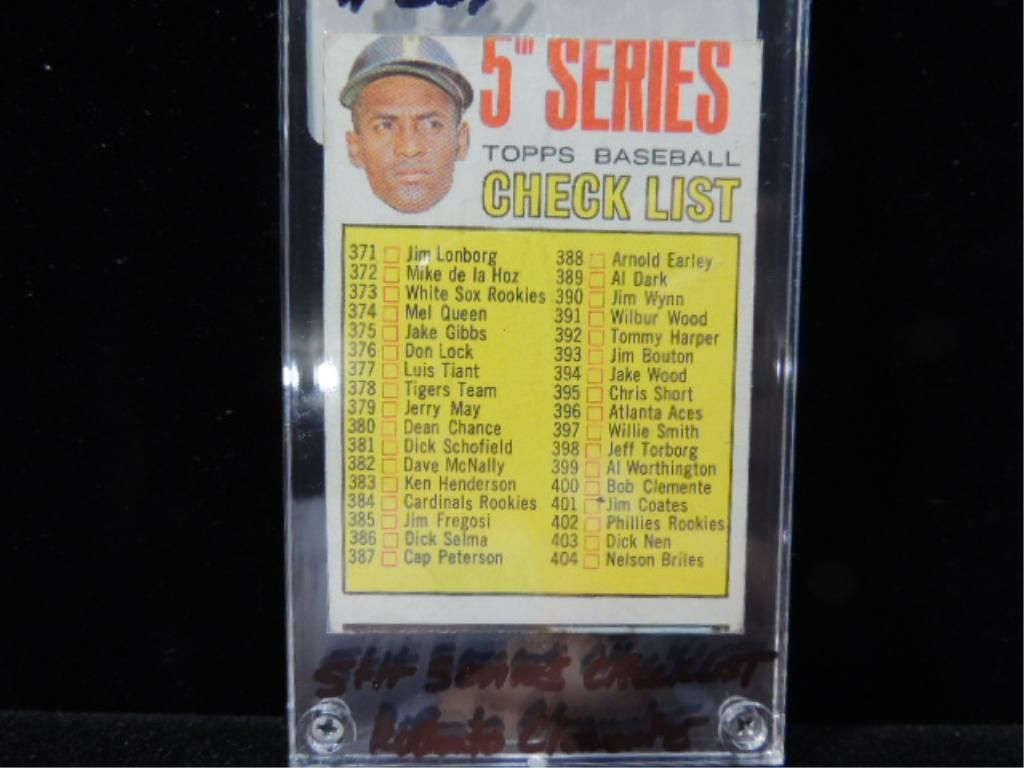 5TH SERIES
TOPPS BASEBALL
CHECK LIST
371 Jim Lonborg
372 Mike de la Hoz
373 White Sox Rookies
374 Mel Queen
375 Jake Gibbs
376 Don Lock
377 Luis Tiant
378 Tigers Team
379 Jerry May
380 Dean Chance
381 Dick Schofield
382 Dave McNally
383 Ken Henderson
384 Cardinals Rookies
385 Jim Fregosi
386 Dick Selma
387 Cap Peterson
388 Arnold Earley
389 Al Dark
390 Jim Wynn
391 Wilbur Wood
392 Tommy Harper
393 Jim Bouton
394 Jake Wood
395 Chris Short
396 Atlanta Aces
397 Willie Smith
398 Jeff Torborg
399 Al Worthington
400 Bob Clemente
401 Jim Coates
402 Phillies Rookies
403 Dick Nen
404 Nelson Briles
5TH SERIES CHECKLIST
Roberto Clemente